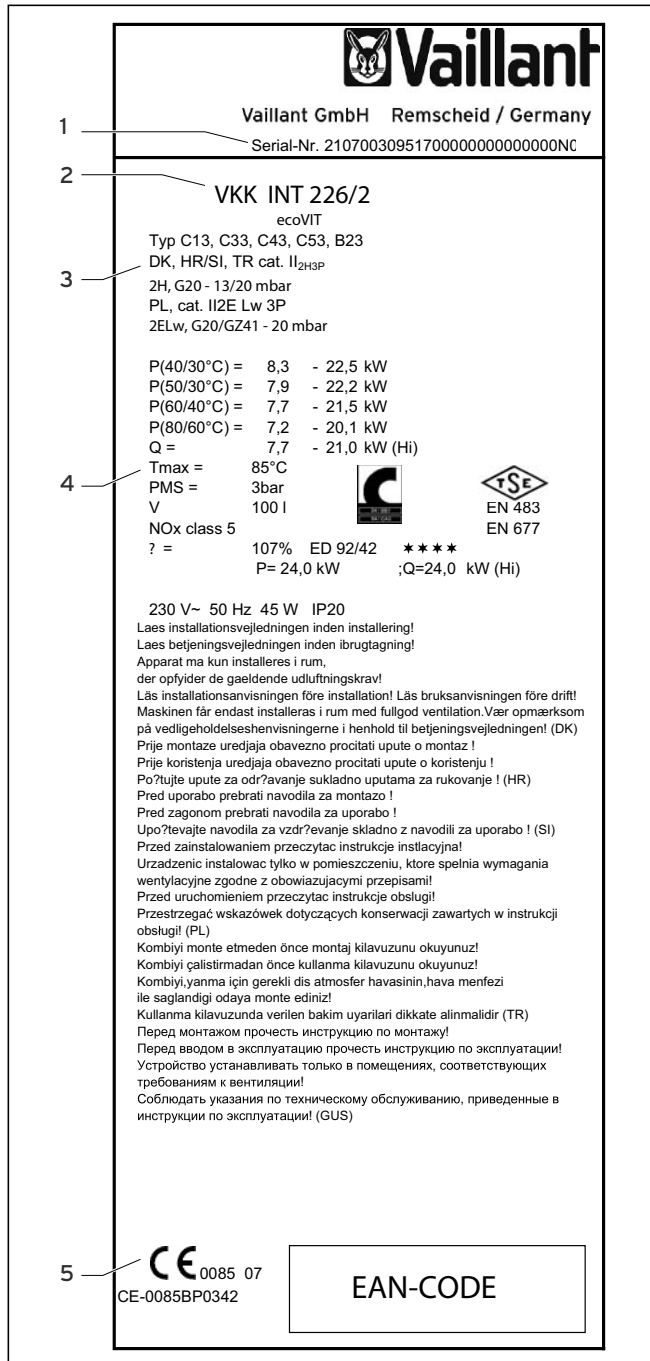 Vaillant
Vaillant GmbH Remscheid / Germany
1
Serial-Nr. 21070030951700000000000000N
2
VKK INT 226/2
ecoVIT
Typ C13, C33, C43, C53, B23
3
DK, HR/SI, TR cat. II2H3P
2H, G20 - 13/20 mbar
PL, cat. II2E Lw 3P
2ELw, G20/GZ41 - 20 mbar
P(40/30°C) = 8,3 - 22,5 kW
P(50/30°C) = 7,9 - 22,2 kW
P(60/40°C) = 7,7 - 21,5 kW
P(80/60°C) = 7,2 - 20,1 kW
Q = 7,7 - 21,0 kW (Hi)
4
Tmax = 85°C
PMS = 3bar
TSE
V 100 l
EN 483
NOx class 5
EN 677
? = 107% ED 92/42 ★★★★
P= 24,0 kW ;Q=24,0 kW (Hi)
230 V~ 50 Hz 45 W IP20
Laes installationsvejledningen inden installering!
Laes betjeningsvejledningen inden ibrugtagning!
Apparat ma kun installeres i rum,
der opfyider de gaeldende udluftningskrav!
Läs installationsanvisningen före installation! Läs bruksanvisningen före drift!
Maskinen får endast installeras i rum med fullgod ventilation.Vær opmærksom
på vedligeholdelseshenvisningerne i henhold til betjeningsvejledningen! (DK)
Prije montaze uredjaja obavezno procitati upute o montaz !
Prije koristenja uredjaja obavezno procitati upute o koristenju !
Po?tujte upute za odr?avanje sukladno uputama za rukovanje ! (HR)
Pred uporabo prebrati navodila za montazo !
Pred zagonom prebrati navodila za uporabo !
Upo?tevajte navodila za vzdr?evanje skladno z navodili za uporabo ! (SI)
Przed zainstalowaniem przeczytac instrukcje instlacyjna!
Urzadzenic instalowac tylko w pomieszczeniu, ktore spelnia wymagania
wentylacyjne zgodne z obowiazujacymi przepisami!
Przed uruchomieniem przeczytac instrukcje obslugi!
Przestrzegać wskazówek dotyczących konserwacji zawartych w instrukcji
obsługi! (PL)
Kombiyi monte etmeden önce montaj kilavuzunu okuyunuz!
Kombiyi çalistirmadan önce kullanma kilavuzunu okuyunuz!
Kombiyi,yanma için gerekli dis atmosfer havasinin,hava menfezi
ile saglandigi odaya monte ediniz!
Kullanma kilavuzunda verilen bakim uyarilari dikkate alinmalidir (TR)
Перед монтажом прочесть инструкцию по монтажу!
Перед вводом в эксплуатацию прочесть инструкцию по эксплуатации!
Устройство устанавливать только в помещениях, соответствующих
требованиям к вентиляции!
Соблюдать указания по техническому обслуживанию, приведенные в
инструкции по эксплуатации! (GUS)
5
CE 0085 07
CE-0085BP0342
EAN-CODE